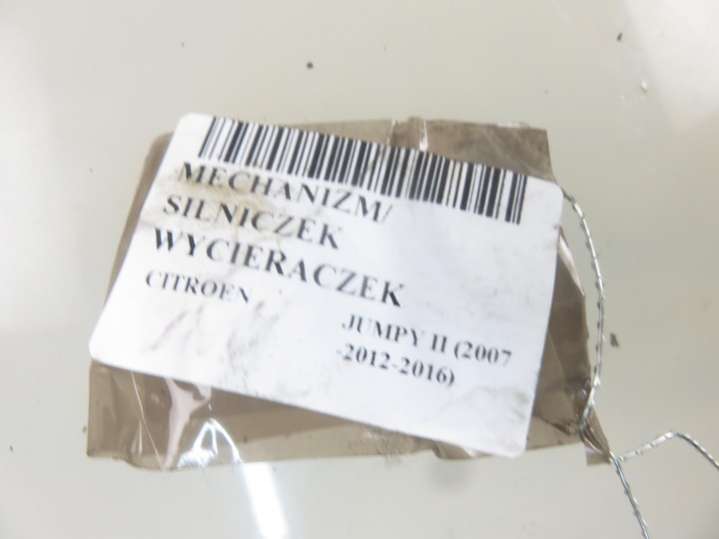 MECHANIZM/
SILNICZEK
WYCIERACZEK
CITROEN
JUMPY II (2007
-2012-2016)